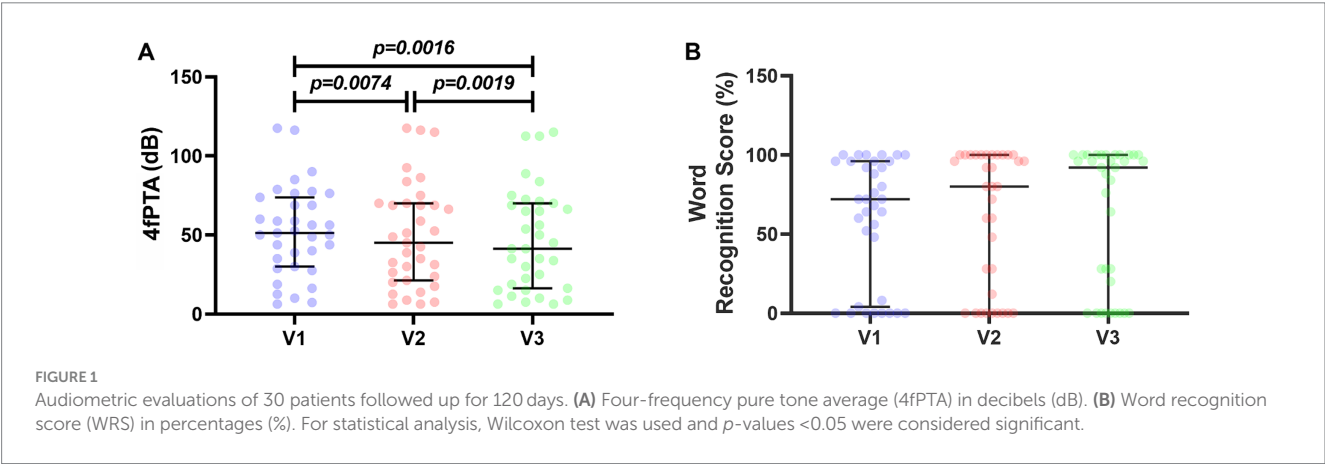 A
p=0.0016
p=0.0074
p=0.0019
150
100
50
0
4fPTA (dB)
V1 V2 V3
B
150
100
50
0
Word
Recognition Score (%)
V1 V2 V3
FIGURE 1
Audiometric evaluations of 30 patients followed up for 120 days. (A) Four-frequency pure tone average (4fPTA) in decibels (dB). (B) Word recognition
score (WRS) in percentages (%). For statistical analysis, Wilcoxon test was used and p-values <0.05 were considered significant.